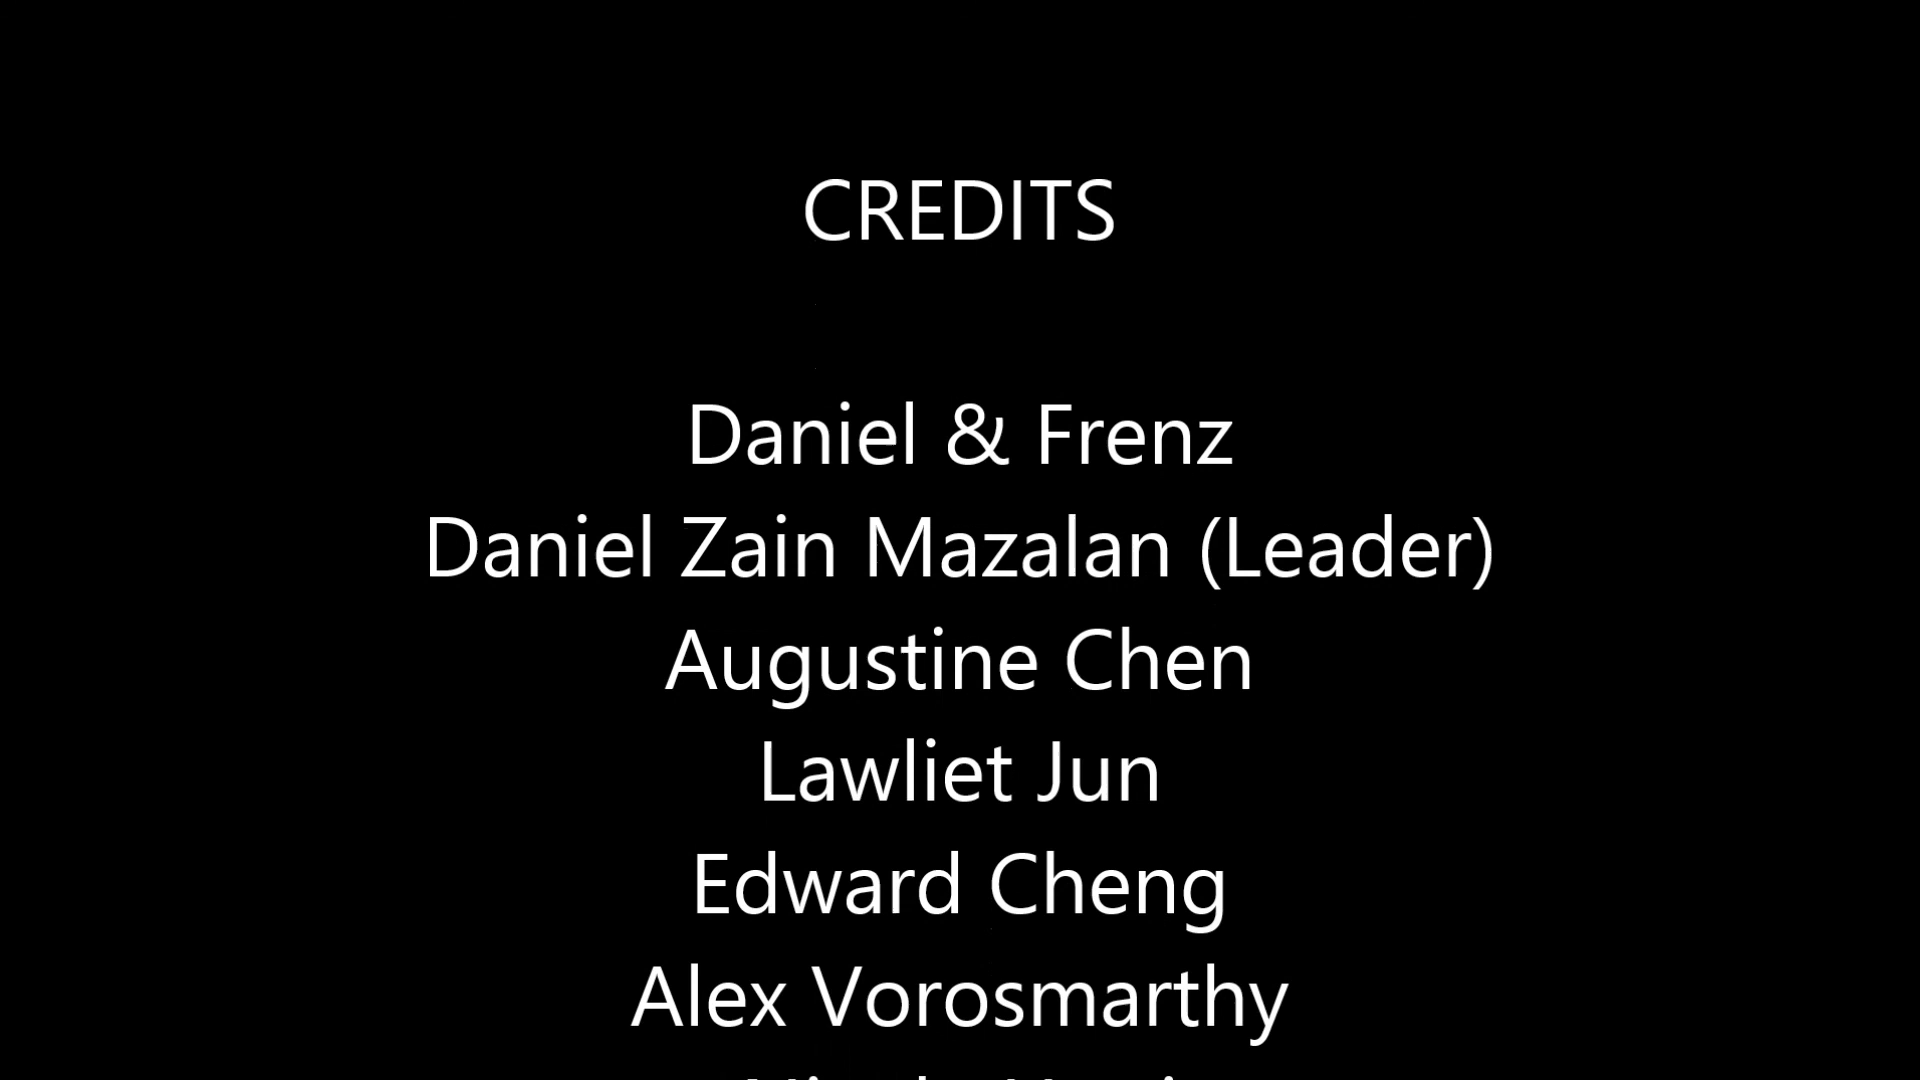 CREDITS
Daniel & Frenz
Daniel Zain Mazalan (Leader)
Augustine Chen
Lawliet Jun
Edward Cheng
Alex Vorosmarthy